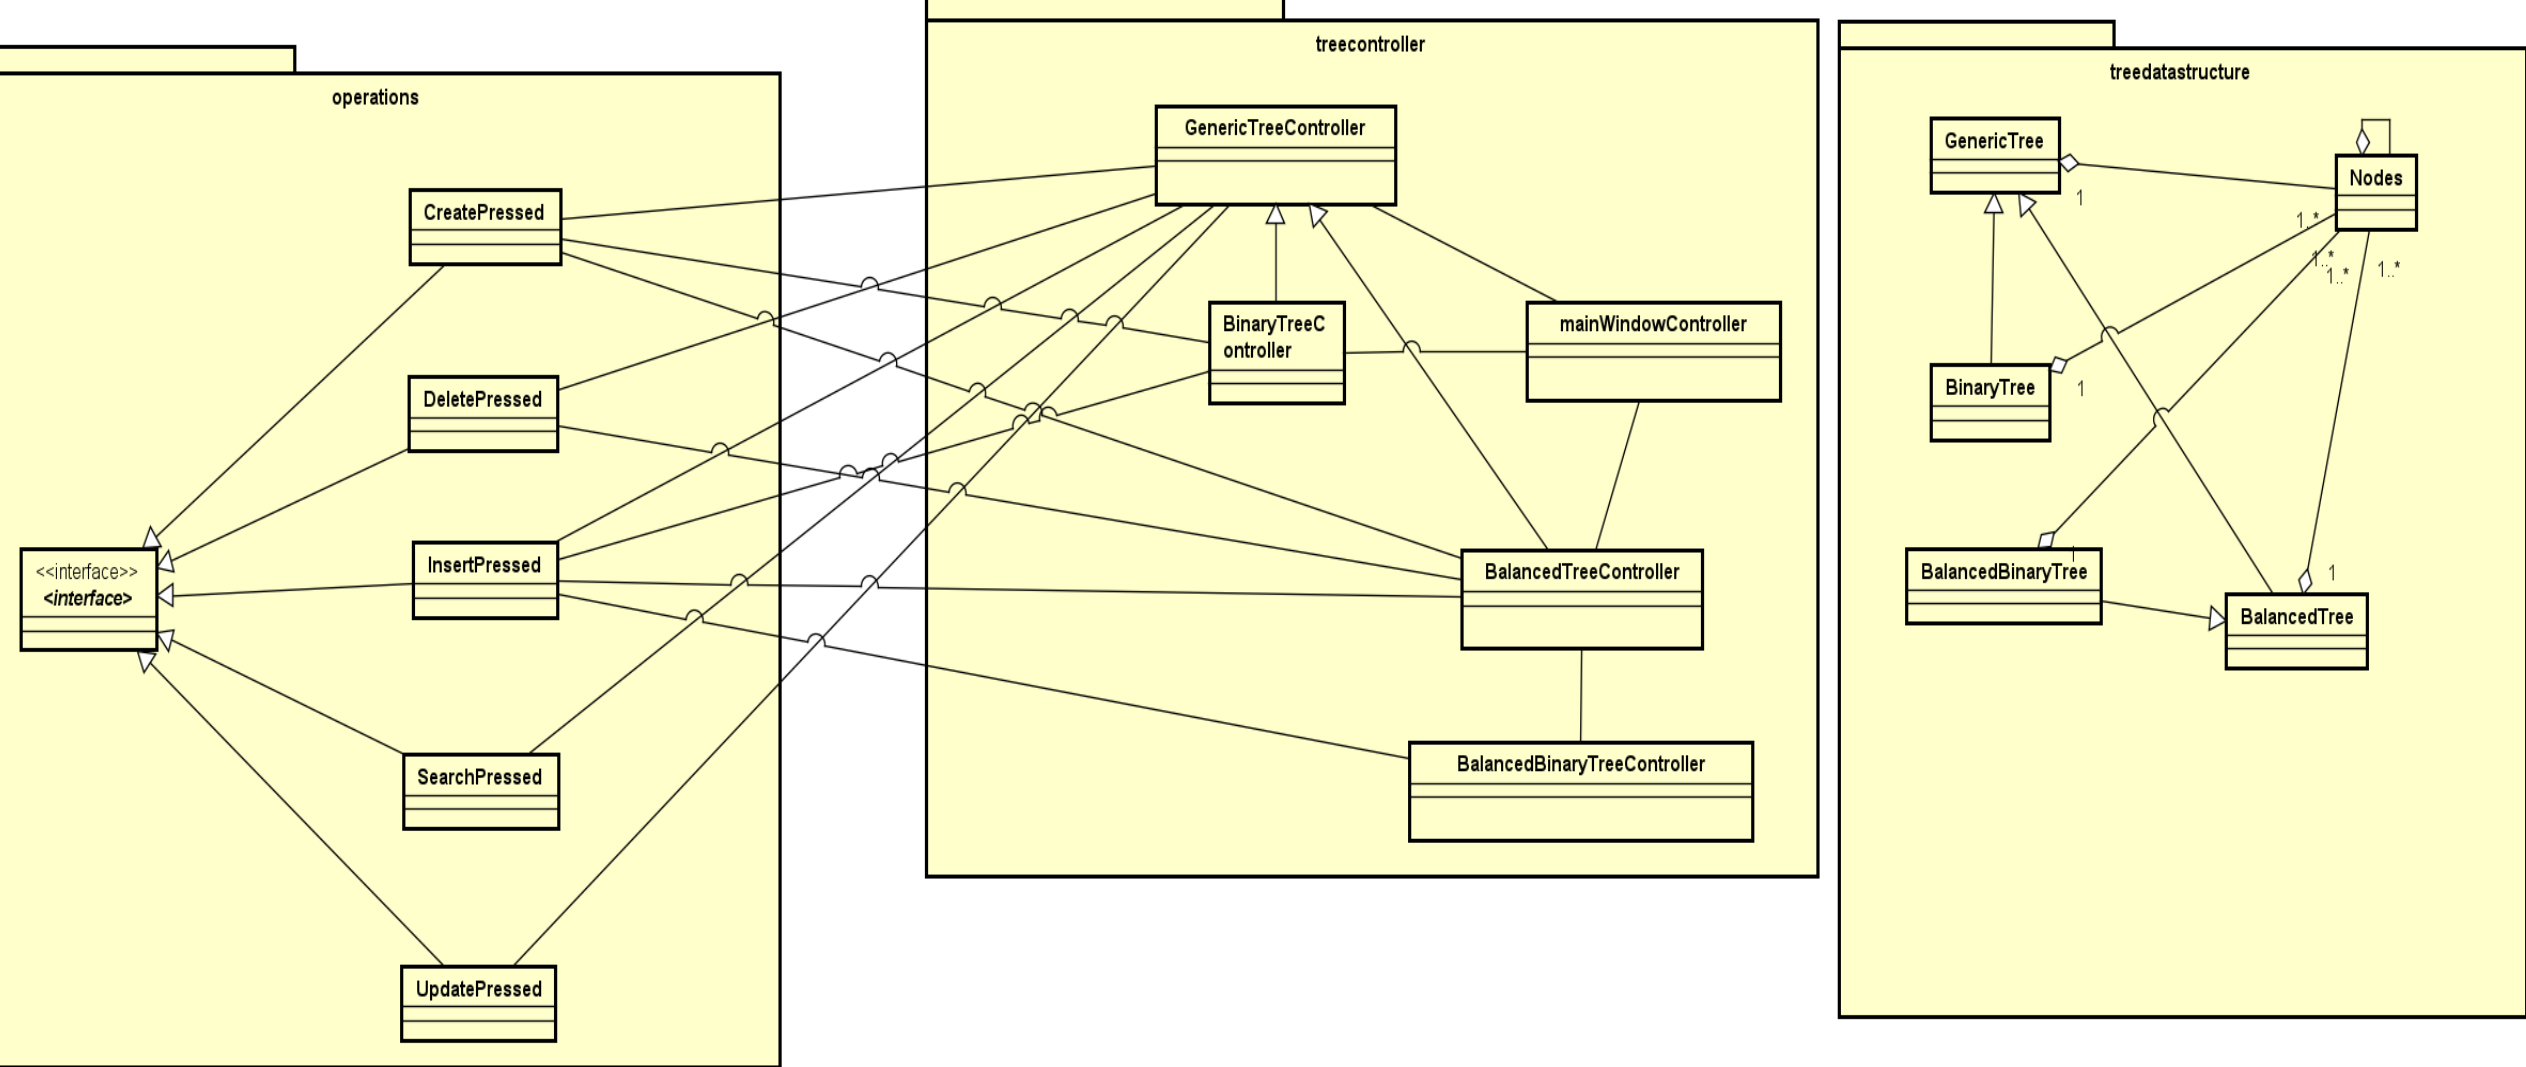 operations
CreatePressed
DeletePressed
<<interface>>
<interface>
InsertPressed
SearchPressed
UpdatePressed
treecontroller
GenericTreeController
BinaryTreeC
ontroller
mainWindowController
BalancedTreeController
BalancedBinaryTreeController
treedatastructure
GenericTree
1
Nodes
1..*
1..*
1..*
1..*
BinaryTree
1
BalancedBinaryTree
1
BalancedTree
1